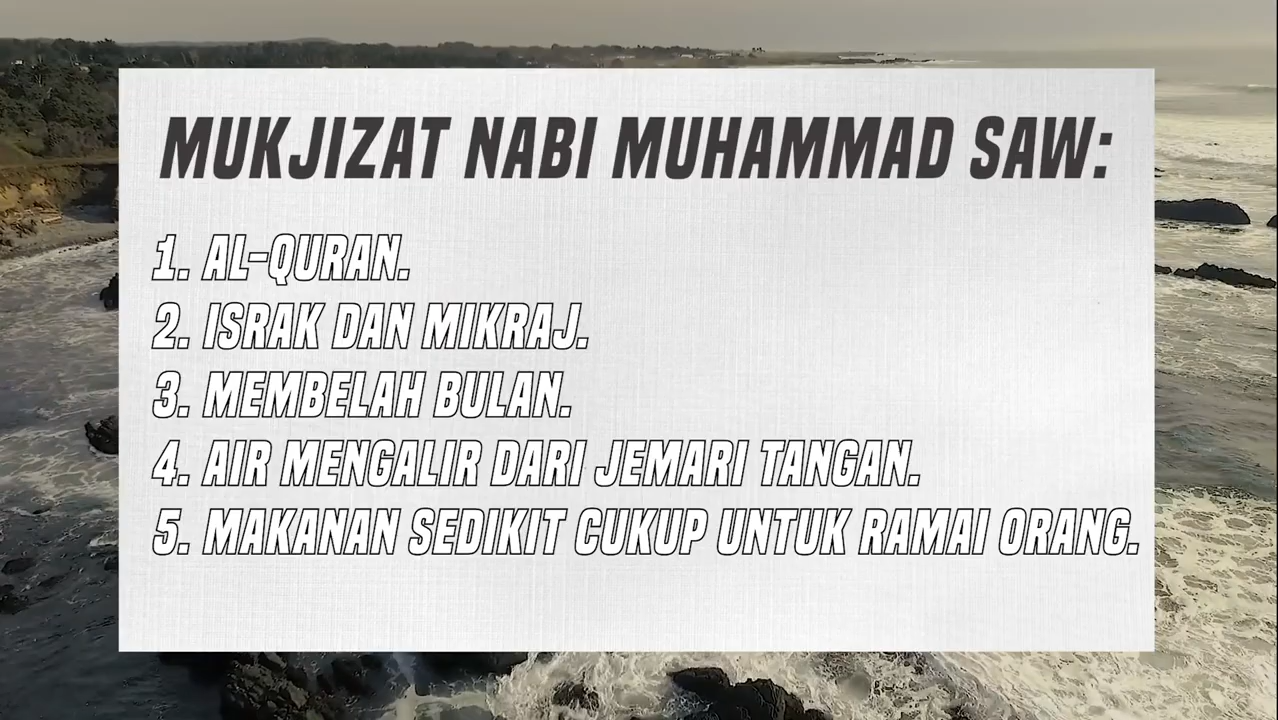 MUKJIZAT NABI MUHAMMAD SAW:
1. AL-QURAN.
2. ISRAK DAN MIKRAJ.
3. MEMBELAH BULAN.
4. AIR MENGALIR DARI JEMARI TANGAN.
5. MAKANAN SEDIKIT CUKUP UNTUK RAMAI ORANG.